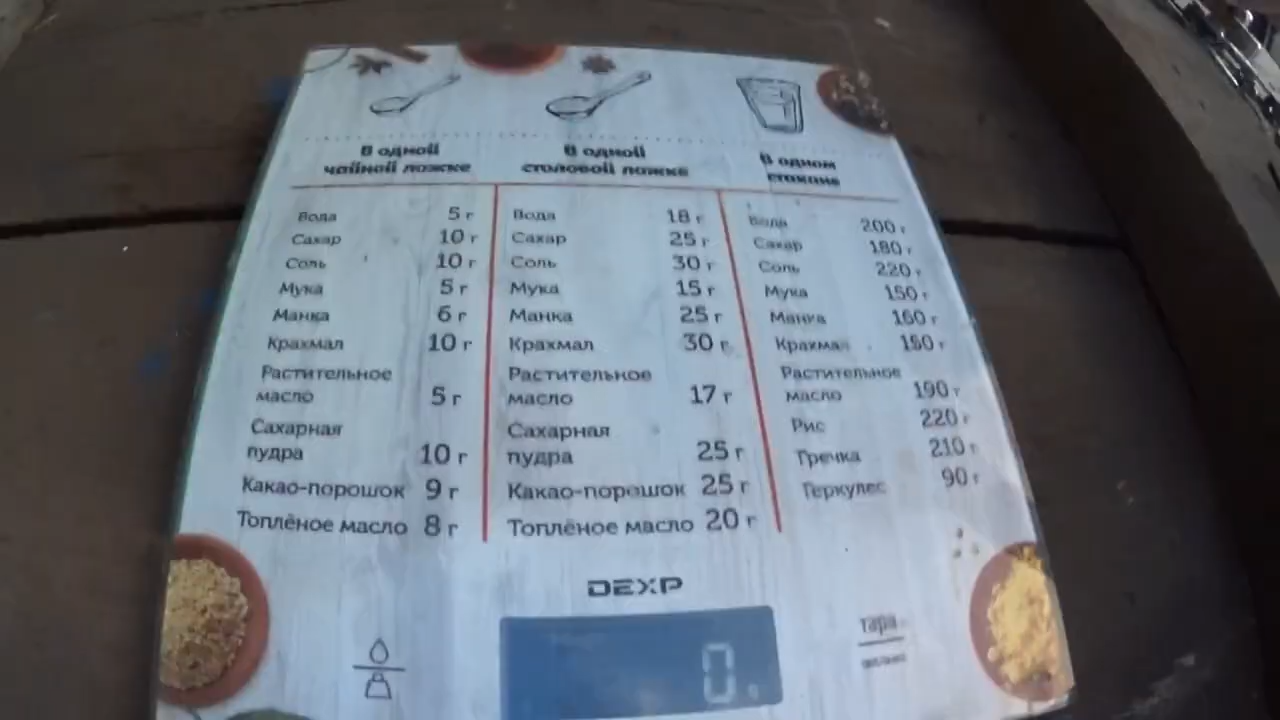 В одной
чайной ложке
В одной
столовой ложке
В одном
стакане
Вода 5 г
Сахар 10 г
Соль 10 г
Мука 5 г
Манка 6 г
Крахмал 10 г
Растительное
масло 5 г
Сахарная
пудра 10 г
Какао-порошок 9 г
Топлёное масло 8 г
Вода 18 г
Сахар 25 г
Соль 30 г
Мука 15 г
Манка 25 г
Крахмал 30 г
Растительное
масло 17 г
Сахарная
пудра 25 г
Какао-порошок 25 г
Топлёное масло 20 г
Вода 200 г
Сахар 180 г
Соль 220 г
Мука 150 г
Манка 160 г
Крахмал 150 г
Растительное
масло 190 г
Рис 220 г
Гречка 210 г
Геркулес 90 г
DEXP
0
тара